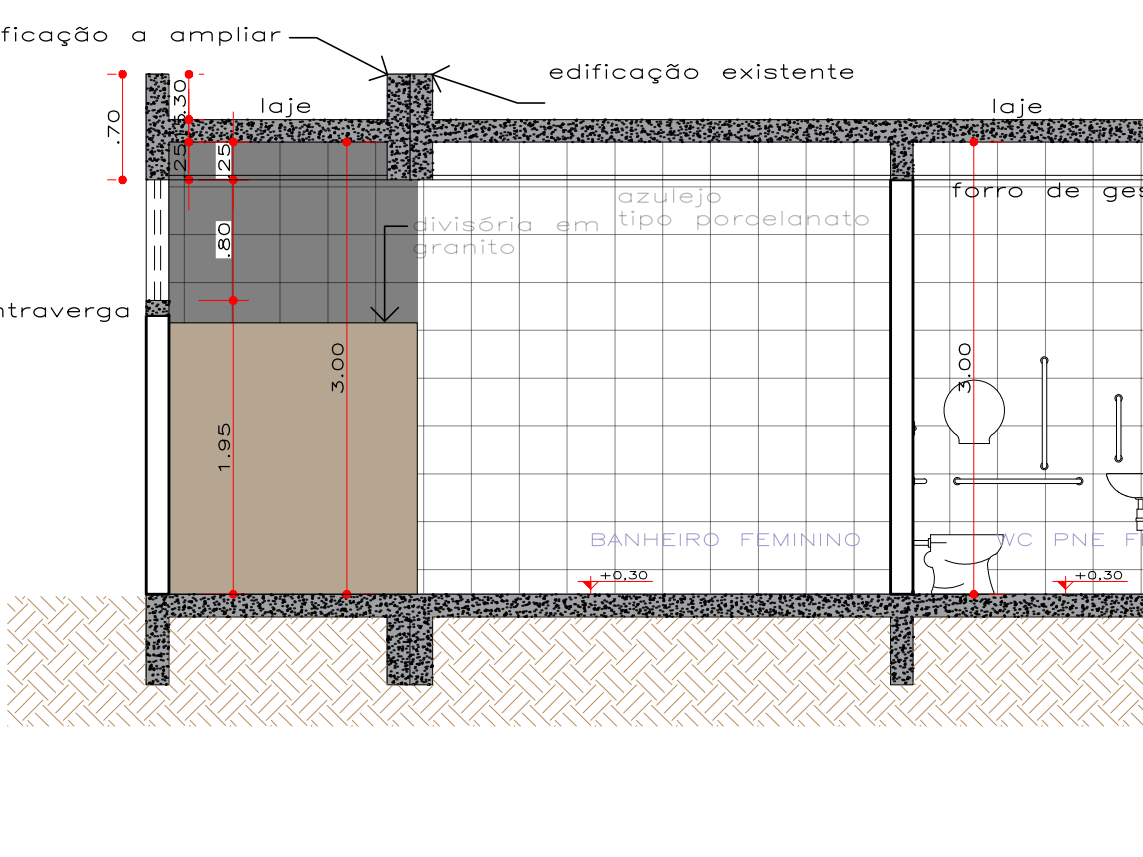 ficação a ampliar
edificação existente
laje
laje
.70
.30
.25
.25
forro de ges
azulejo
tipo porcelanato
divisória em
granito
.80
ntraverga
3.00
3.00
1.95
BANHEIRO FEMININO
WC PNE F
+0,30
+0,30